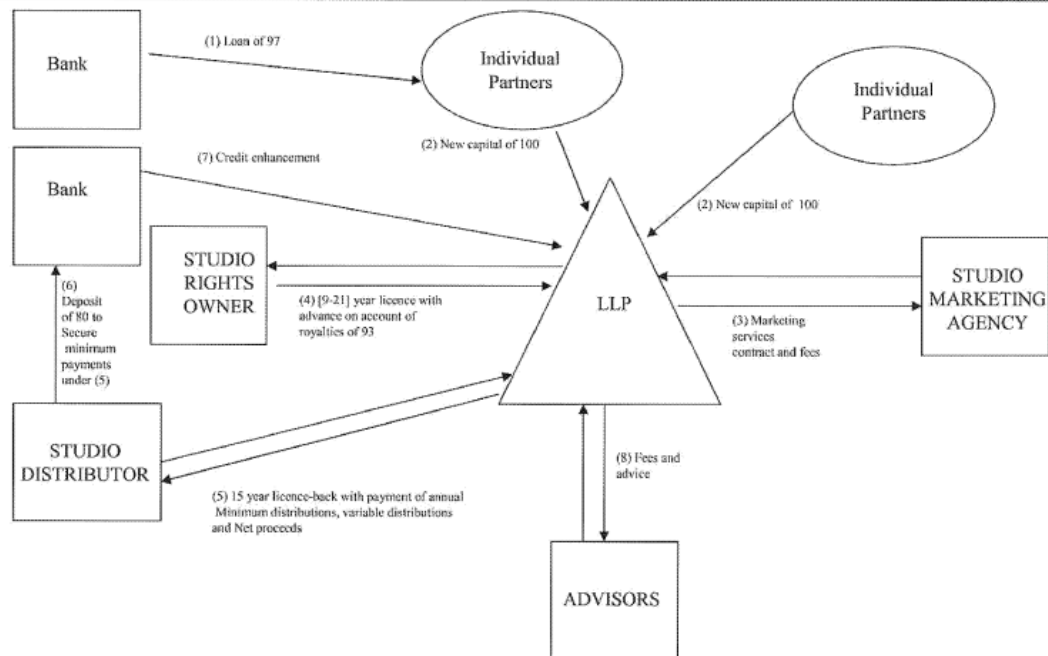 Bank
(1) Loan of 97
Individual
Partners
Individual
Partners
(2) New capital of 100
(2) New capital of 100
Bank
(7) Credit enhancement
STUDIO
RIGHTS
OWNER
(4) [9-21] year licence with
advance on account of
royalties of 93
LLP
STUDIO
MARKETING
AGENCY
(3) Marketing
services
contract and fees
(6)
Deposit
of 80 to
Secure
minimum
payments
under (5)
STUDIO
DISTRIBUTOR
(5) 15 year licence-back with payment of annual
Minimum distributions, variable distributions
and Net proceeds
(8) Fees and
advice
ADVISORS